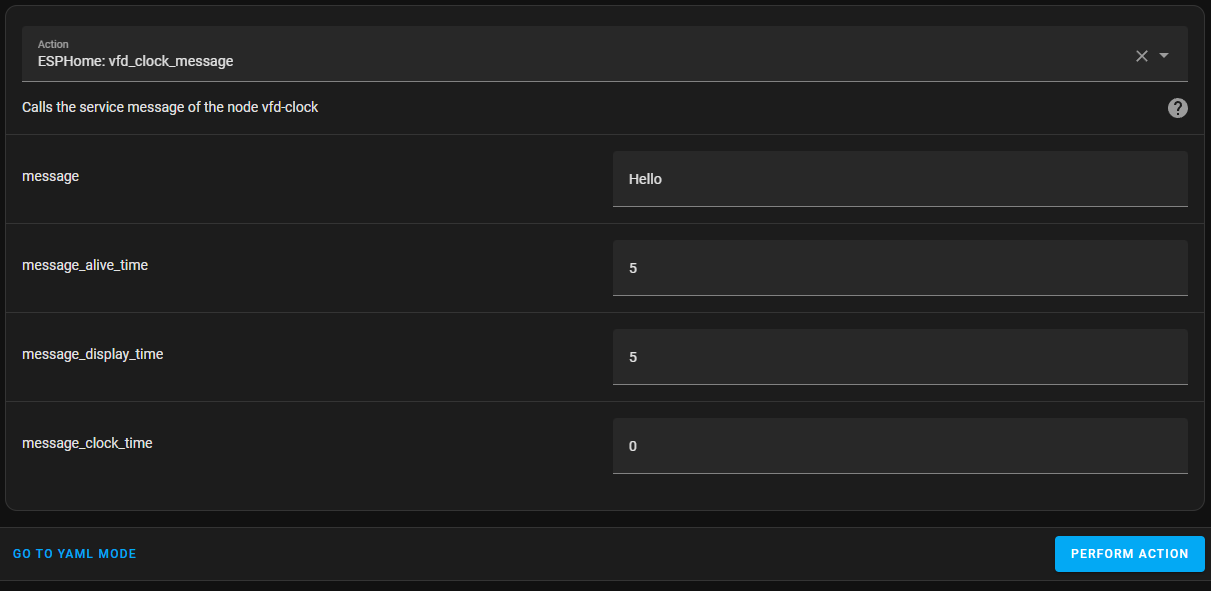 Action
ESPHome: vfd_clock_message
Calls the service message of the node vfd-clock
message
Hello
message_alive_time
5
message_display_time
5
message_clock_time
0
GO TO YAML MODE
PERFORM ACTION